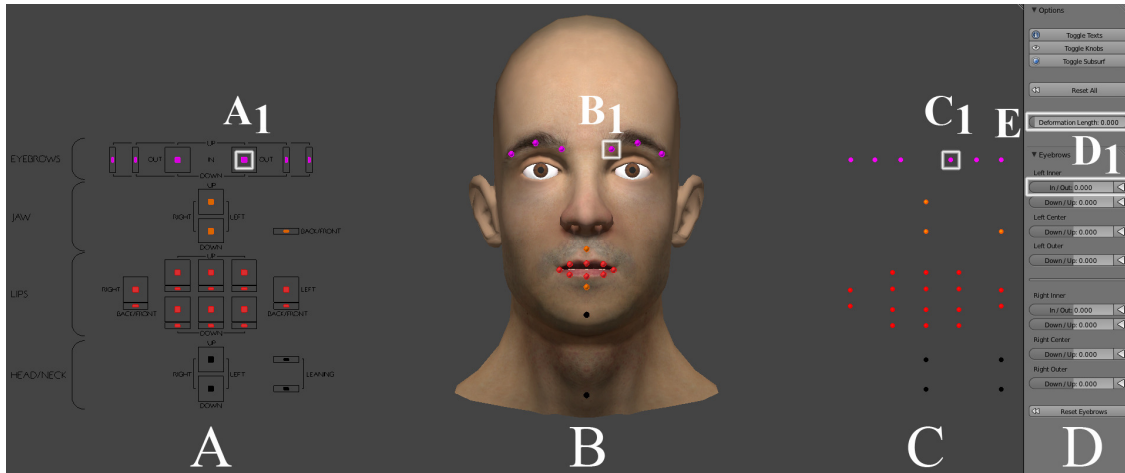 A1
B1
C1
E
EYEBROWS
UP
OUT
IN
OUT
DOWN
JAW
UP
RIGHT
LEFT
DOWN
BACK/FRONT
LIPS
UP
RIGHT
LEFT
BACK/FRONT
BACK/FRONT
DOWN
HEAD/NECK
UP
RIGHT
LEFT
LEANING
DOWN
A
B
C
Options
Toggle Texts
Toggle Knobs
Toggle Subsurf
Reset All
Deformation Length: 0.000
Eyebrows
D1
Left Inner
In / Out: 0.000
Down / Up: 0.000
Left Center
Down / Up: 0.000
Left Outer
Down / Up: 0.000
Right Inner
In / Out: 0.000
Down / Up: 0.000
Right Center
Down / Up: 0.000
Right Outer
Down / Up: 0.000
Reset Eyebrows
D